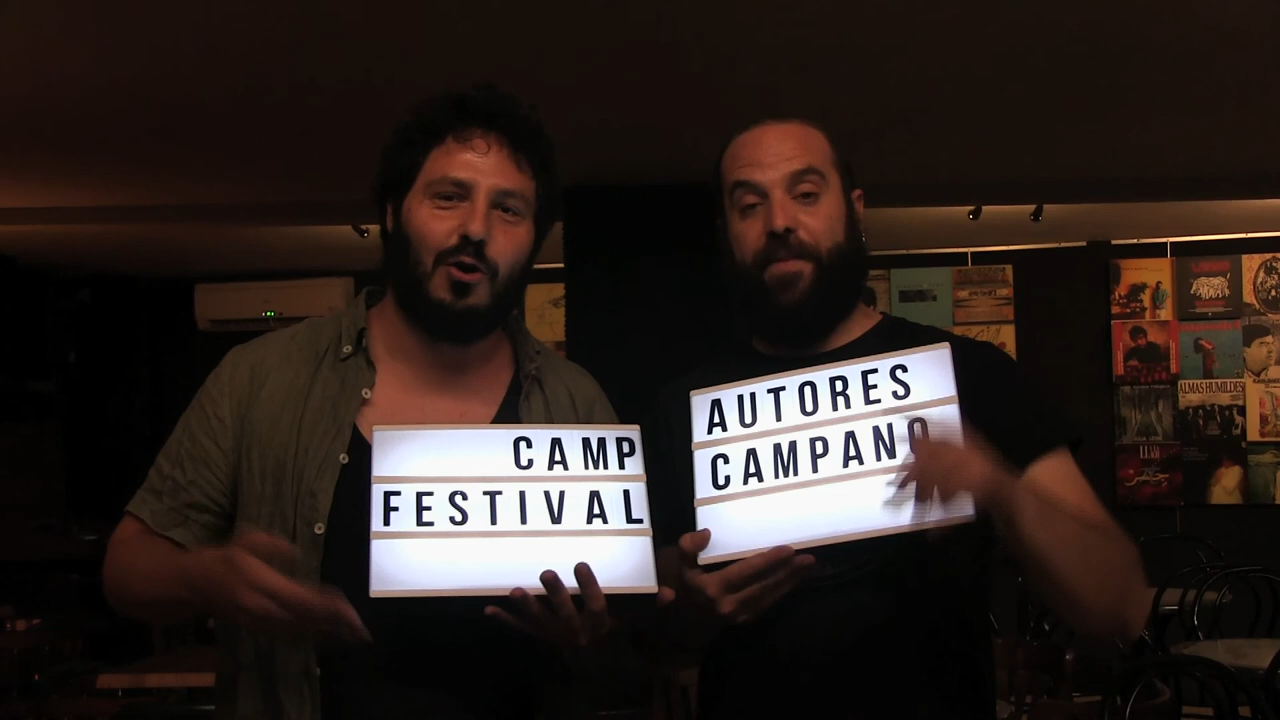 CAMP
FESTIVAL
AUTORES
CAMPANO
ALMAS HUMILDES